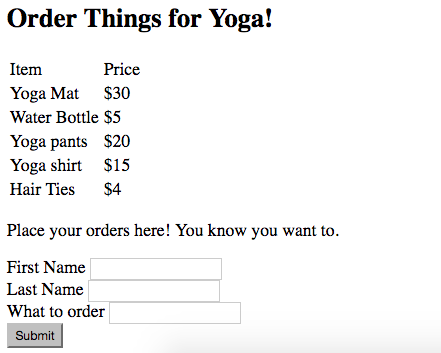 Order Things for Yoga!
Item Price
Yoga Mat $30
Water Bottle $5
Yoga pants $20
Yoga shirt $15
Hair Ties $4
Place your orders here! You know you want to.
First Name
Last Name
What to order
Submit